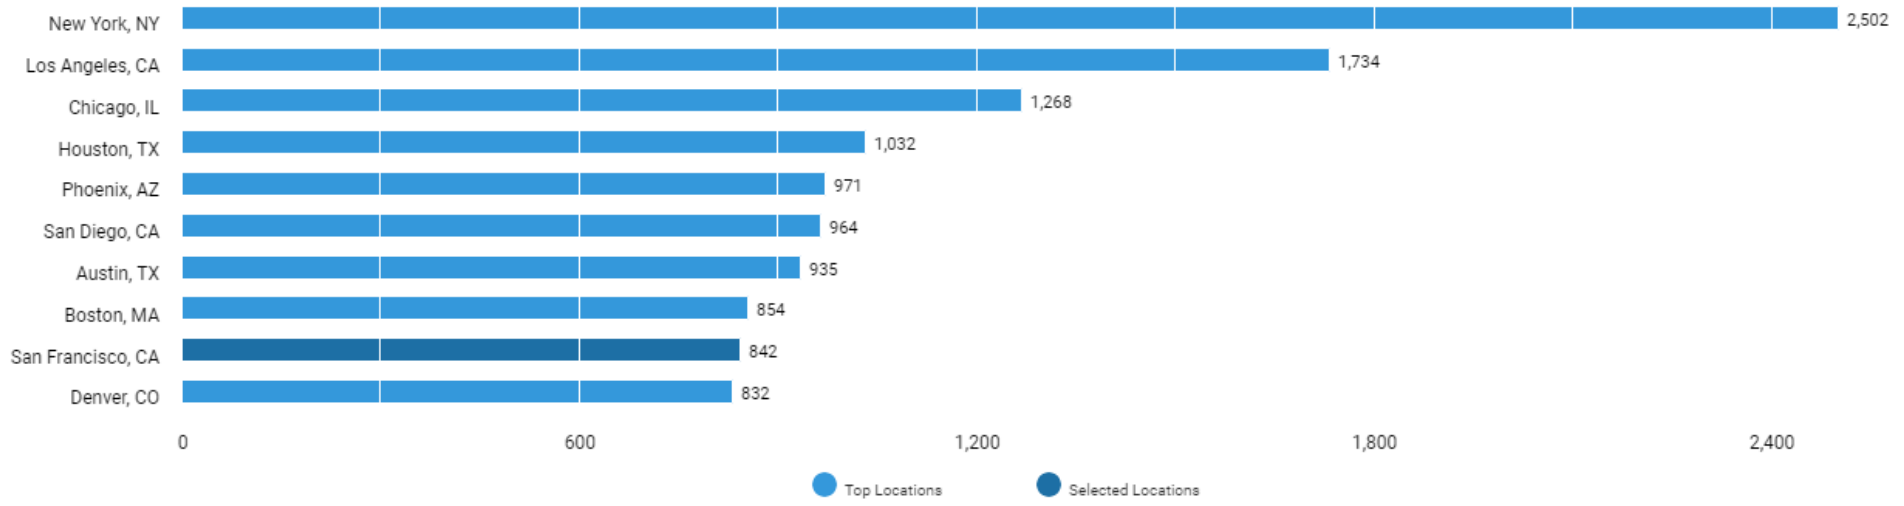 New York, NY 2,502
Los Angeles, CA 1,734
Chicago, IL 1,268
Houston, TX 1,032
Phoenix, AZ 971
San Diego, CA 964
Austin, TX 935
Boston, MA 854
San Francisco, CA 842
Denver, CO 832
0 600 1,200 1,800 2,400
Top Locations Selected Locations